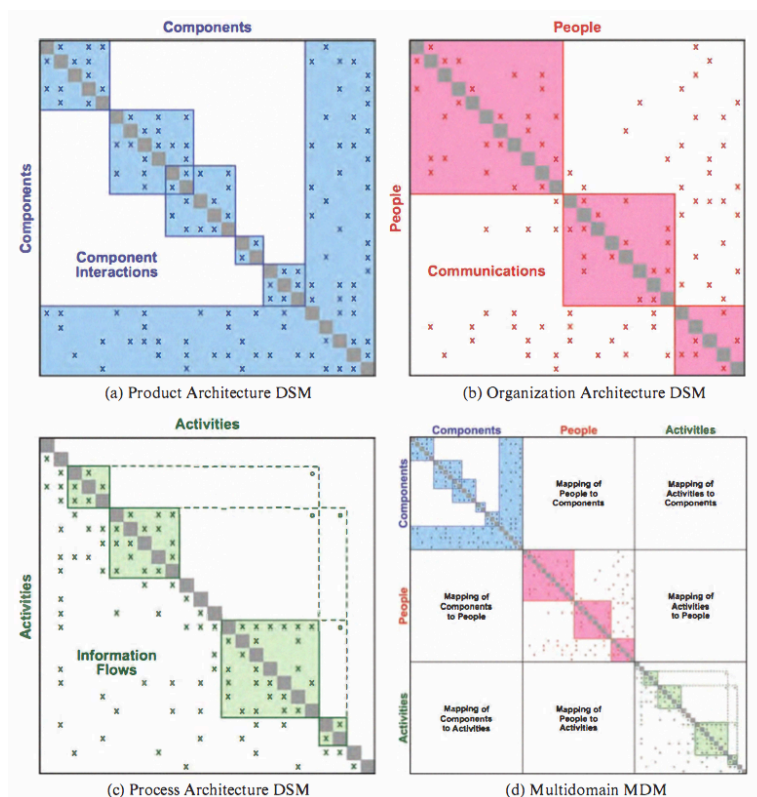 Components
People
Components
Component
Interactions
People
Communications
(a) Product Architecture DSM
(b) Organization Architecture DSM
Activities
Activities
Information
Flows
(c) Process Architecture DSM
Components
People
Activities
Components
Mapping of
People to
Components
Mapping of
Activities to
Components
People
Mapping of
Components
to People
Mapping of
Activities
to People
Activities
Mapping of
Components
to Activities
Mapping of
People to
Activities
(d) Multidomain MDM